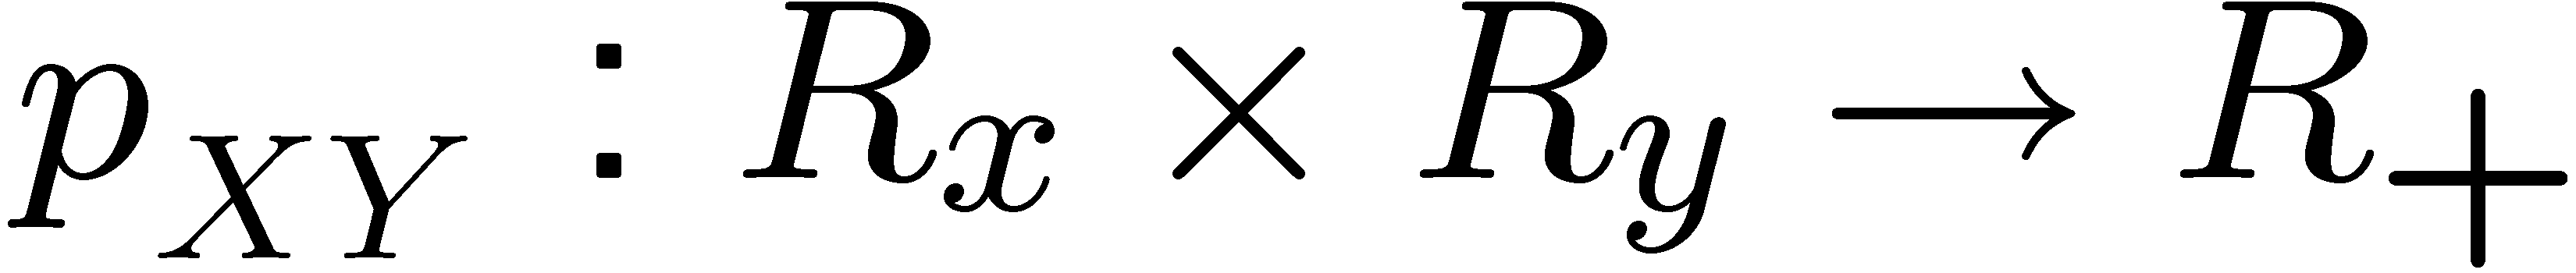 p_{XY} : R_x × R_y → R_+